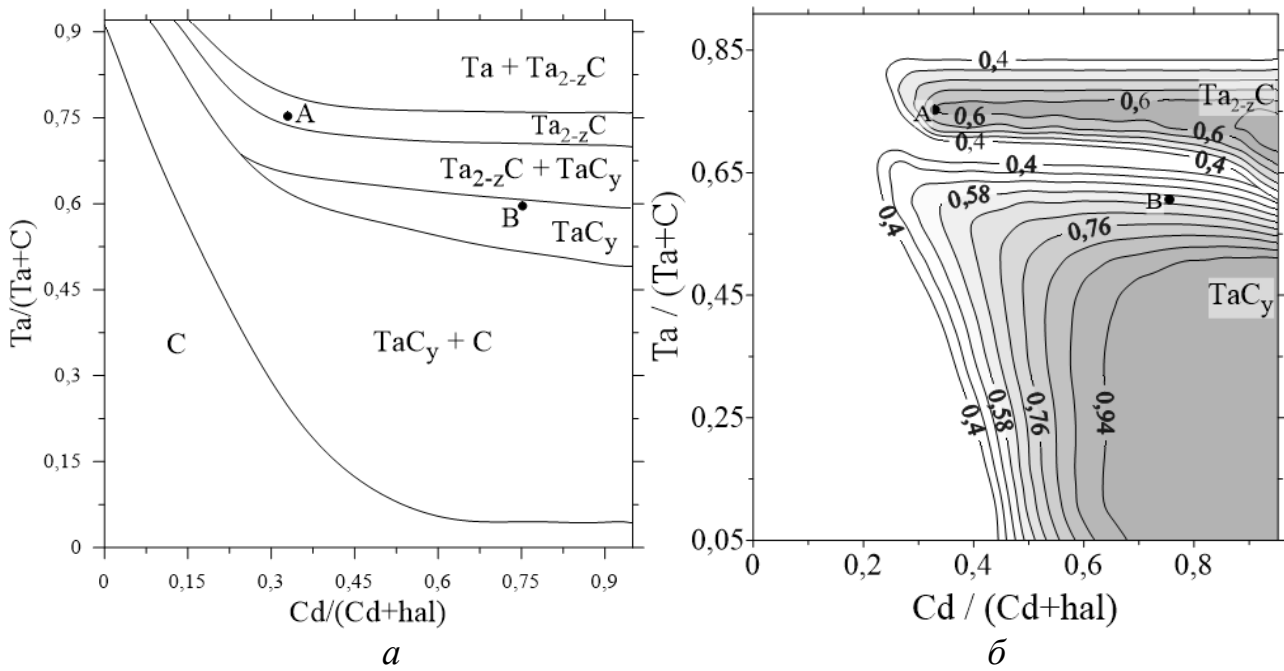 0,9
0,75
0,6
0,45
0,3
0,15
0
Ta/(Ta+C)
Ta + Ta2-zC
A
Ta2-zC
Ta2-zC + TaCy
B
TaCy
C
TaCy + C
0 0,15 0,3 0,45 0,6 0,75 0,9
Cd/(Cd+hal)
а
0,85
0,65
0,45
0,25
0,05
Ta / (Ta+C)
0,4
Ta2-zC
0,6
A
0,6
0,6
0,4
0,4
0,4
0,58
B
0,4
0,76
TaCy
0,4
0,58
0,76
0,94
0 0,2 0,4 0,6 0,8
Cd / (Cd+hal)
б